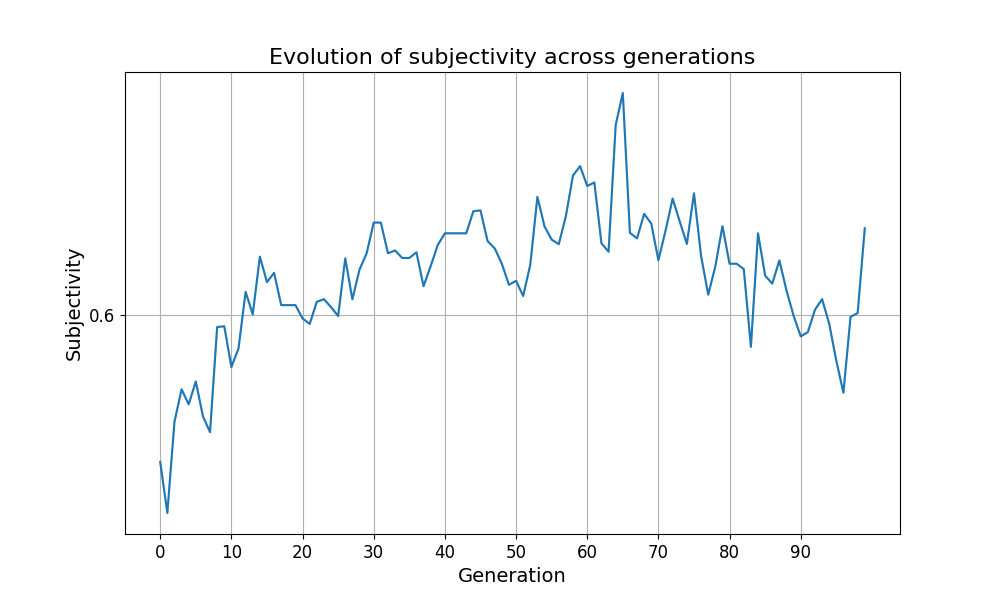 Evolution of subjectivity across generations
Subjectivity
0.6
0 10 20 30 40 50 60 70 80 90
Generation